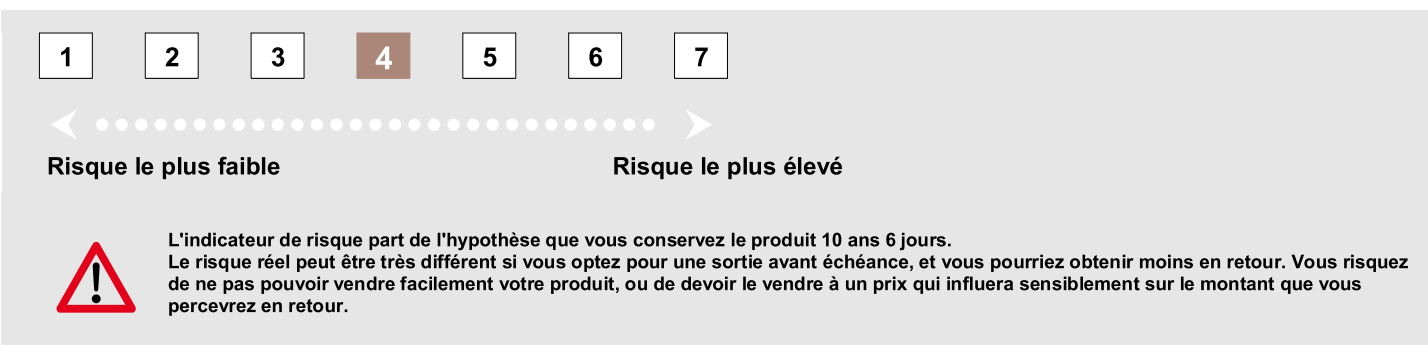 1 2 3 4 5 6 7
Risque le plus faible Risque le plus élevé
L'indicateur de risque part de l'hypothèse que vous conservez le produit 10 ans 6 jours.
Le risque réel peut être très différent si vous optez pour une sortie avant échéance, et vous pourriez obtenir moins en retour. Vous risquez
de ne pas pouvoir vendre facilement votre produit, ou de devoir le vendre à un prix qui influera sensiblement sur le montant que vous
percevrez en retour.